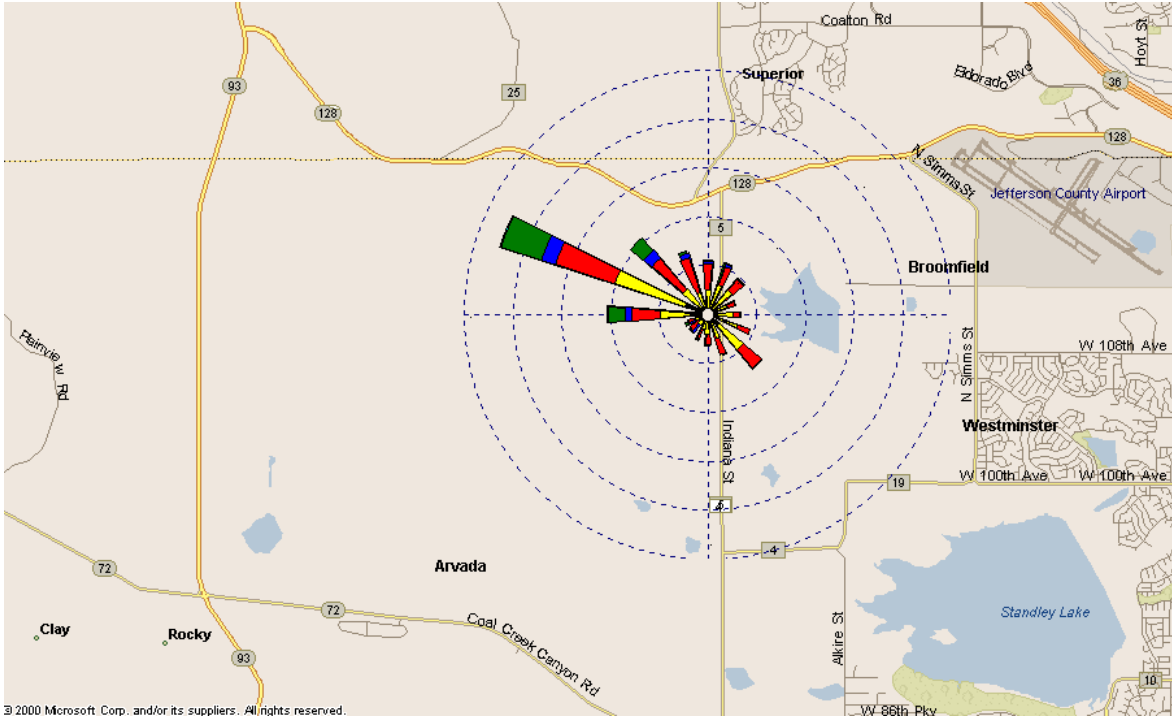 Coalton Rd
Hoyt St
Superior
Eldorado Blvd
93
25
36
128
128
N Simms St
128
Jefferson County Airport
5
Broomfield
Plainview Rd
W 108th Ave
N Simms St
Indiana St
Westminster
W 100th Ave
W 100th Ave
19
4
Arvada
72
72
Coal Creek Canyon Rd
Standley Lake
Alkire St
Clay
Rocky
93
10
W 86th Pky
© 2000 Microsoft Corp. and/or its suppliers. All rights reserved.